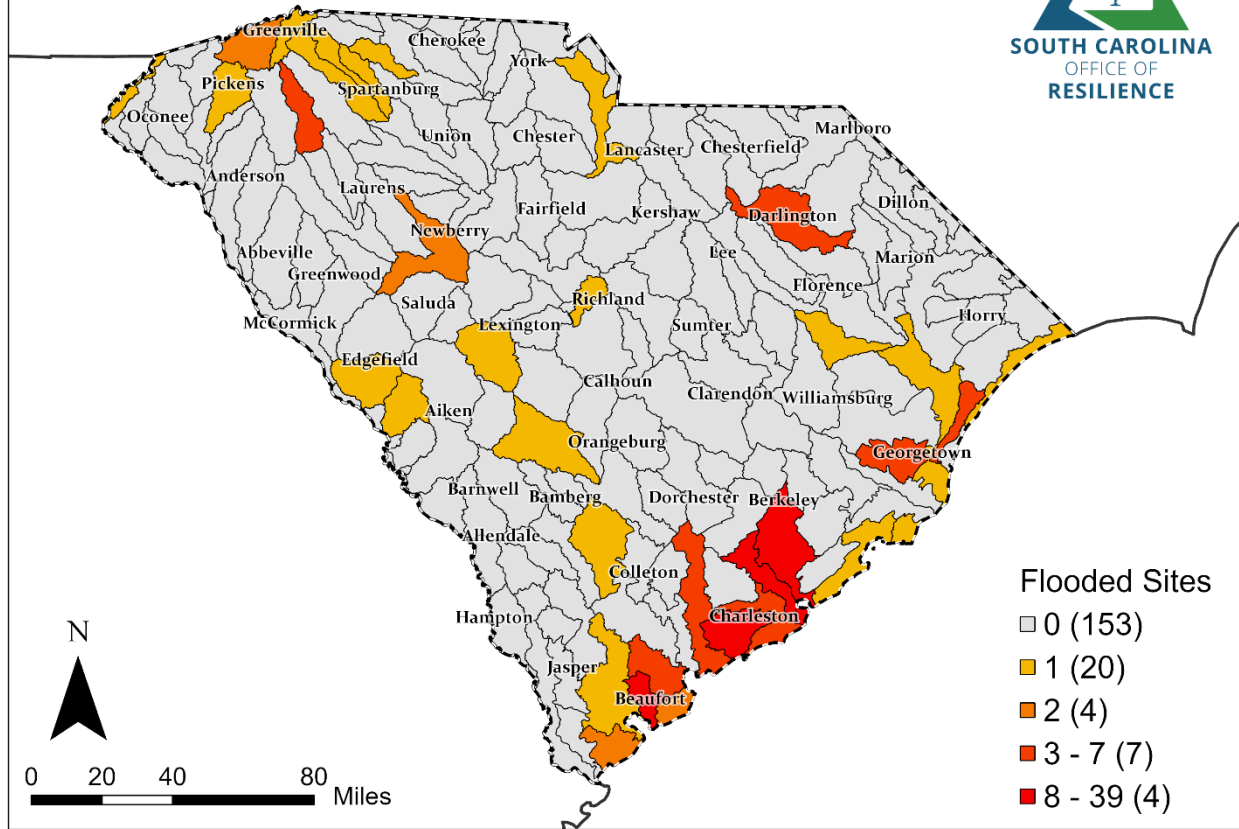 SOUTH CAROLINA
OFFICE OF
RESILIENCE
Greenville
Cherokee
York
Pickens
Spartanburg
Oconee
Union
Chester
Lancaster
Chesterfield
Marlboro
Anderson
Laurens
Fairfield
Kershaw
Darlington
Dillon
Newberry
Abbeville
Greenwood
Lee
Marion
Saluda
Richland
Florence
McCormick
Lexington
Sumter
Horry
Edgefield
Calhoun
Clarendon
Williamsburg
Aiken
Orangeburg
Georgetown
Barnwell
Bamberg
Dorchester
Berkeley
Allendale
Colleton
Hampton
Charleston
Jasper
Beaufort
N
0 20 40 80 Miles
Flooded Sites
0 (153)
1 (20)
2 (4)
3 - 7 (7)
8 - 39 (4)